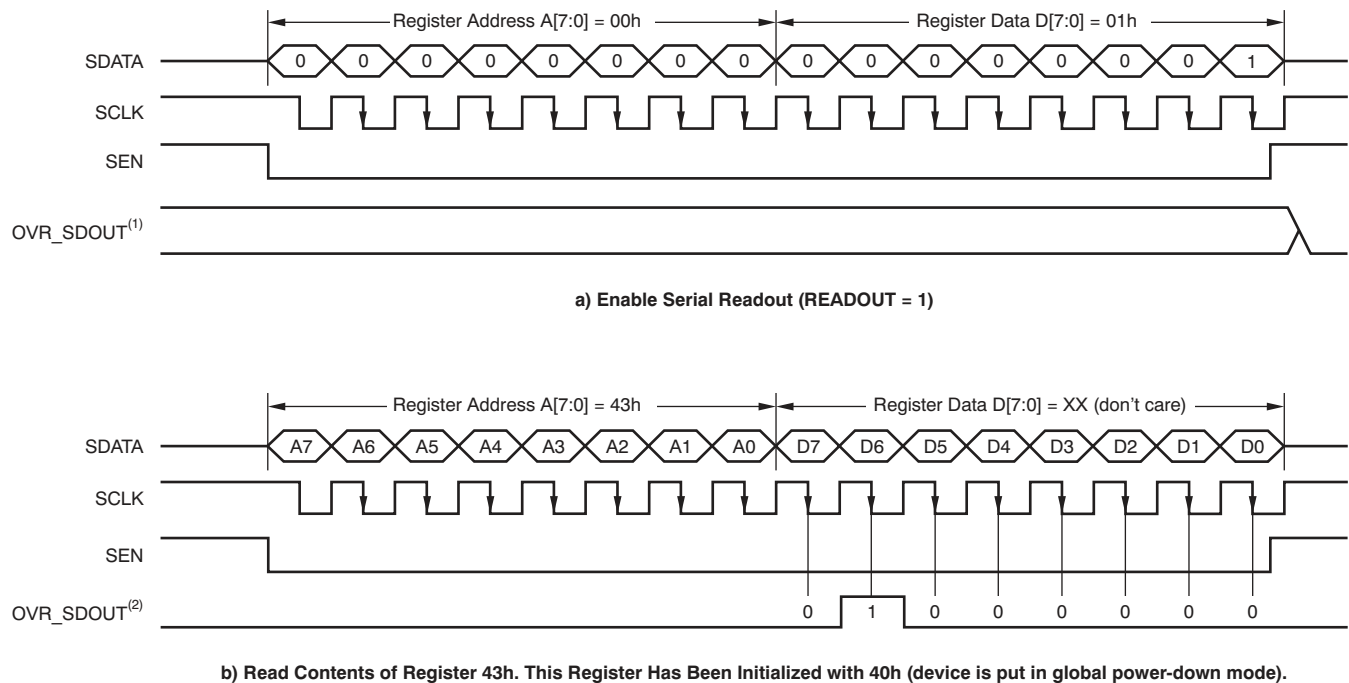 Register Address A[7:0] = 00h Register Data D[7:0] = 01h
SDATA 0 0 0 0 0 0 0 0 0 0 0 0 0 0 0 1
SCLK
SEN
OVR_SDOUT(1)
a) Enable Serial Readout (READOUT = 1)
Register Address A[7:0] = 43h Register Data D[7:0] = XX (don't care)
SDATA A7 A6 A5 A4 A3 A2 A1 A0 D7 D6 D5 D4 D3 D2 D1 D0
SCLK
SEN
OVR_SDOUT(2) 0 1 0 0 0 0 0 0
b) Read Contents of Register 43h. This Register Has Been Initialized with 40h (device is put in global power-down mode).